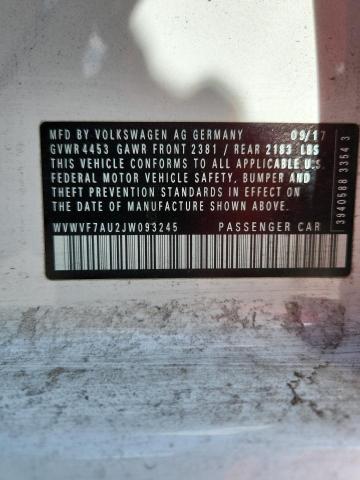 MFD BY VOLKSWAGEN AG GERMANY 09/17
GVWR 4453 GAWR FRONT 2381 / REAR 2183 LBS
THIS VEHICLE CONFORMS TO ALL APPLICABLE U.S.
FEDERAL MOTOR VEHICLE SAFETY, BUMPER AND
THEFT PREVENTION STANDARDS IN EFFECT ON
THE DATE OF MANUFACTURE SHOWN ABOVE.
WVWVF7AU2JW093245 PASSENGER CAR
3940588 3354 3